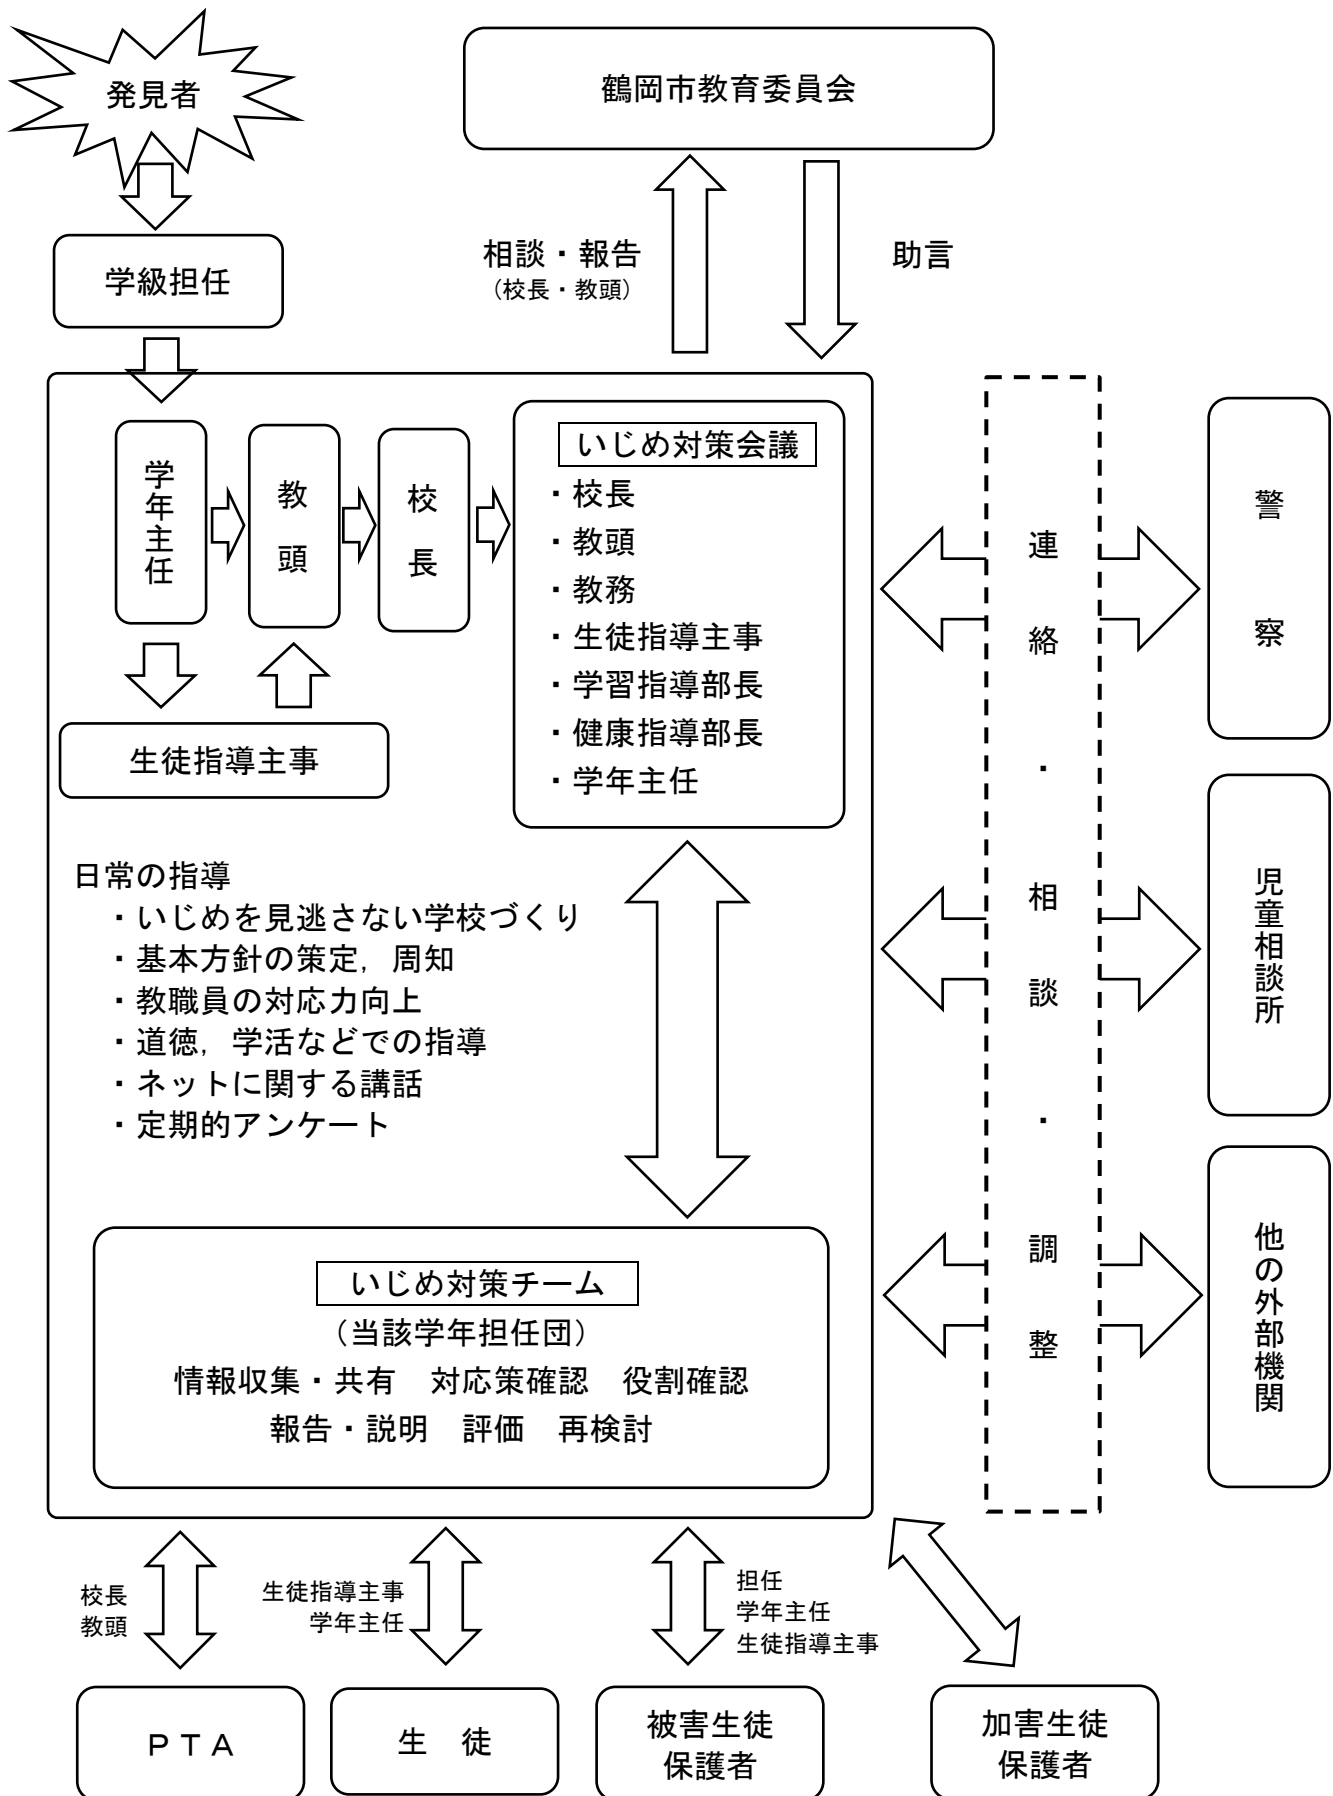 発見者
鶴岡市教育委員会
相談・報告
（校長・教頭）
助言
学級担任
学年主任
教頭
校長
生徒指導主事
いじめ対策会議
・校長
・教頭
・教務
・生徒指導主事
・学習指導部長
・健康指導部長
・学年主任
日常の指導
・いじめを見逃さない学校づくり
・基本方針の策定，周知
・教職員の対応力向上
・道徳，学活などでの指導
・ネットに関する講話
・定期的アンケート
いじめ対策チーム
（当該学年担任団）
情報収集・共有　対応策確認　役割確認
報告・説明　評価　再検討
連絡・相談・調整
警察
児童相談所
他の外部機関
校長
教頭
生徒指導主事
学年主任
担任
学年主任
生徒指導主事
ＰＴＡ
生　徒
被害生徒
保護者
加害生徒
保護者